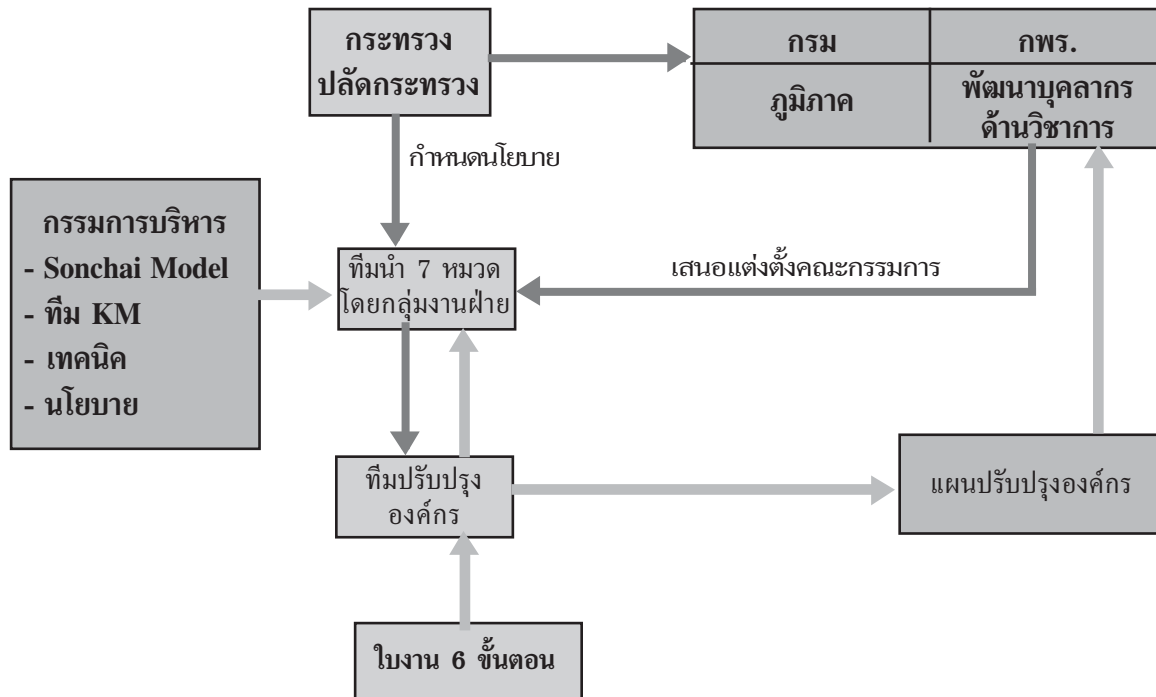 กระทรวง
ปลัดกระทรวง
กรม
กพร.
ภูมิภาค
พัฒนาบุคลากร
ด้านวิชาการ
กำหนดนโยบาย
กรรมการบริหาร
- Sonchai Model
- ทีม KM
- เทคนิค
- นโยบาย
ทีมนำ 7 หมวด
โดยกลุ่มงานฝ่าย
เสนอแต่งตั้งคณะกรรมการ
ทีมปรับปรุง
องค์กร
แผนปรับปรุงองค์กร
ใบงาน 6 ขั้นตอน